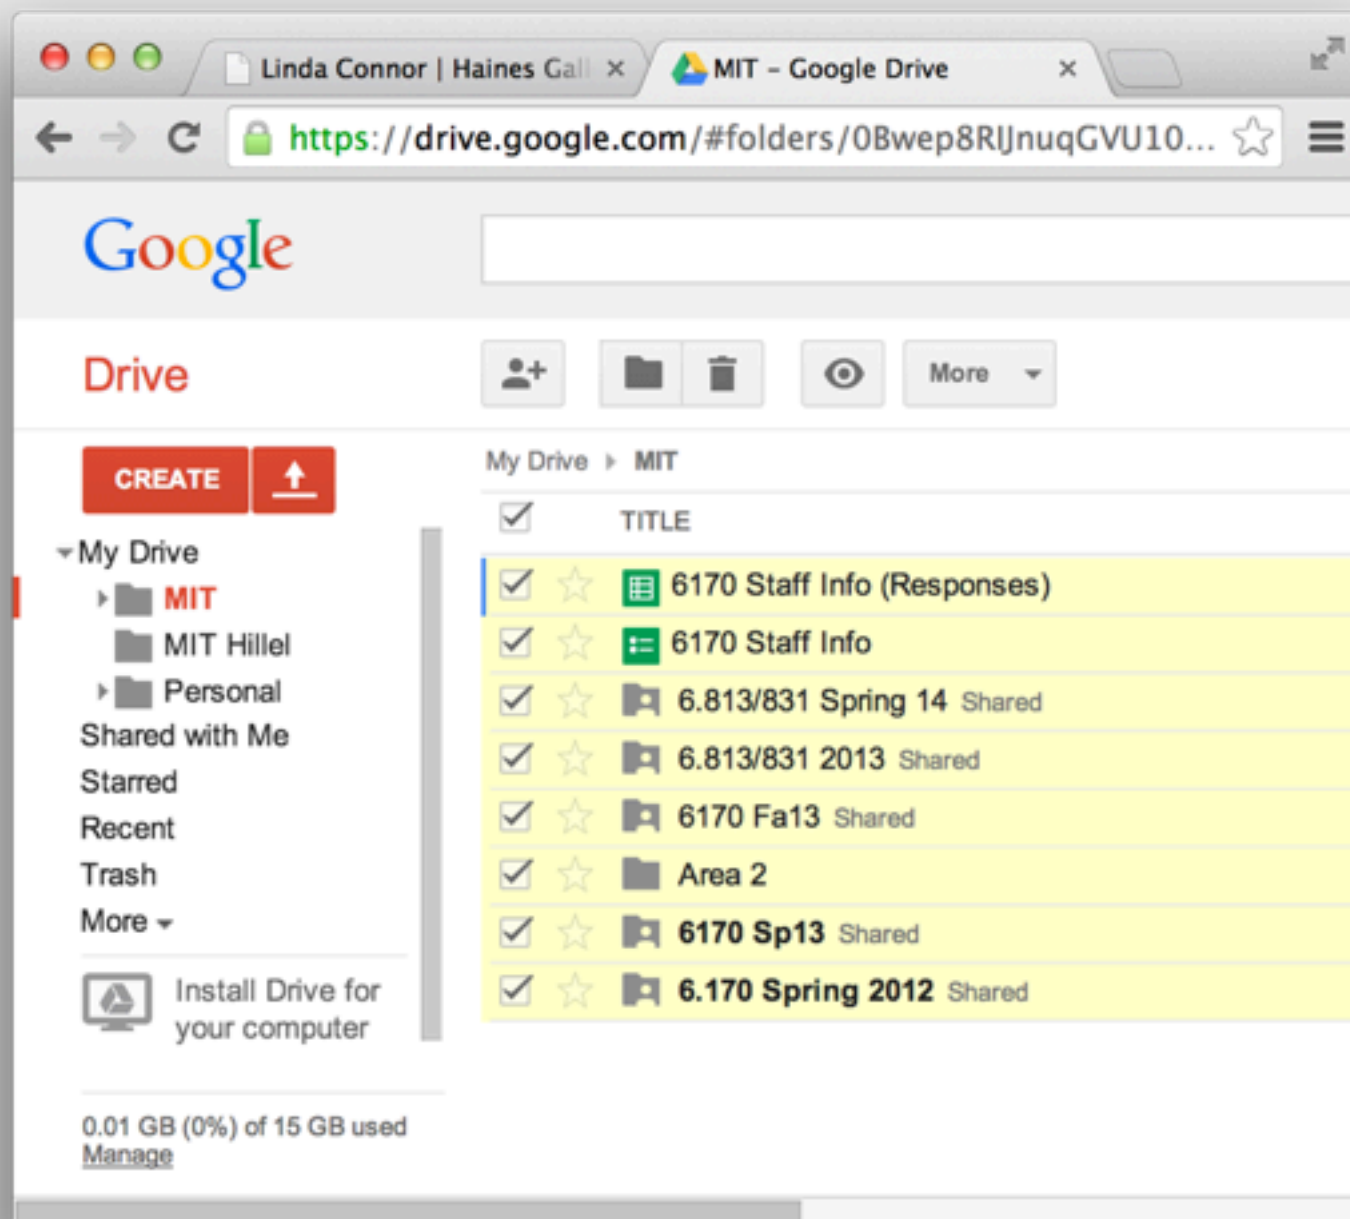 Linda Connor | Haines Gall
MIT – Google Drive
https://drive.google.com/#folders/0Bwep8RIJnuqGVU10...
Google
Drive
More
CREATE
My Drive
MIT
MIT Hillel
Personal
Shared with Me
Starred
Recent
Trash
More
Install Drive for
your computer
0.01 GB (0%) of 15 GB used
Manage
My Drive MIT
TITLE
6170 Staff Info (Responses)
6170 Staff Info
6.813/831 Spring 14 Shared
6.813/831 2013 Shared
6170 Fa13 Shared
Area 2
6170 Sp13 Shared
6.170 Spring 2012 Shared